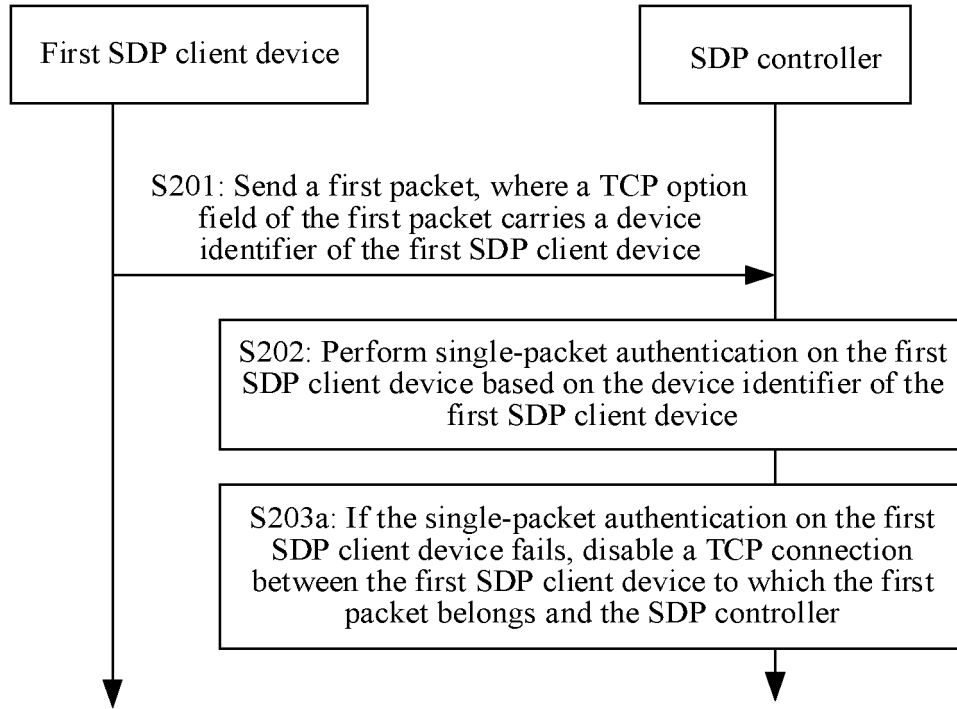 First SDP client device
SDP controller
S201: Send a first packet, where a TCP option
field of the first packet carries a device
identifier of the first SDP client device
S202: Perform single-packet authentication on the first
SDP client device based on the device identifier of the
first SDP client device
S203a: If the single-packet authentication on the first
SDP client device fails, disable a TCP connection
between the first SDP client device to which the first
packet belongs and the SDP controller